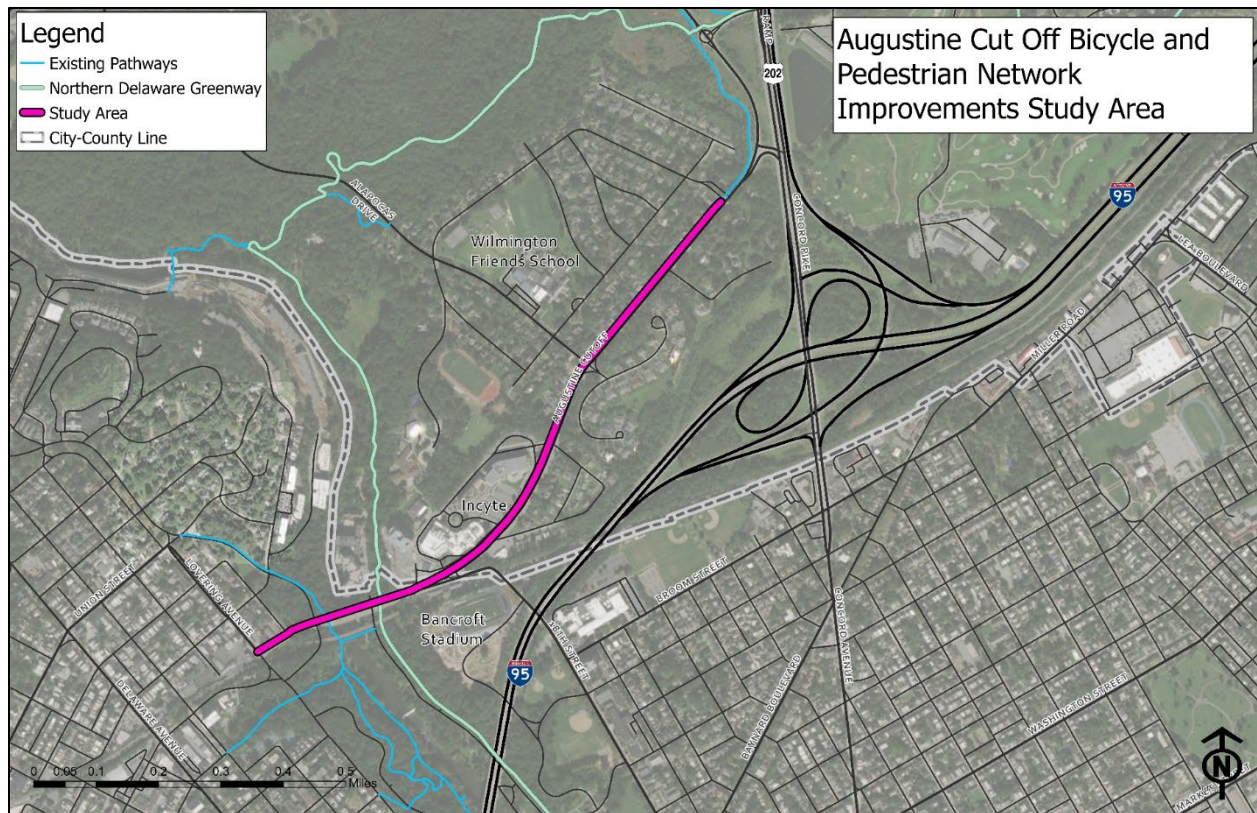 Legend
Existing Pathways
Northern Delaware Greenway
Study Area
City-County Line
Augustine Cut Off Bicycle and
Pedestrian Network
Improvements Study Area
RAMP
202
ALAPOCAS
DRIVE
Wilmington
Friends School
CONCORD PIKE
95
LEA BOULEVARD
MILLER ROAD
AUGUSTINE CUTOFF
Incyte
UNION STREET
LOVERING AVENUE
Bancroft
Stadium
BROOM STREET
18TH STREET
95
CONCORD AVENUE
DELAWARE AVENUE
BAYNARD BOULEVARD
WASHINGTON STREET
0 0.05 0.1 0.2 0.3 0.4 0.5
Miles
N